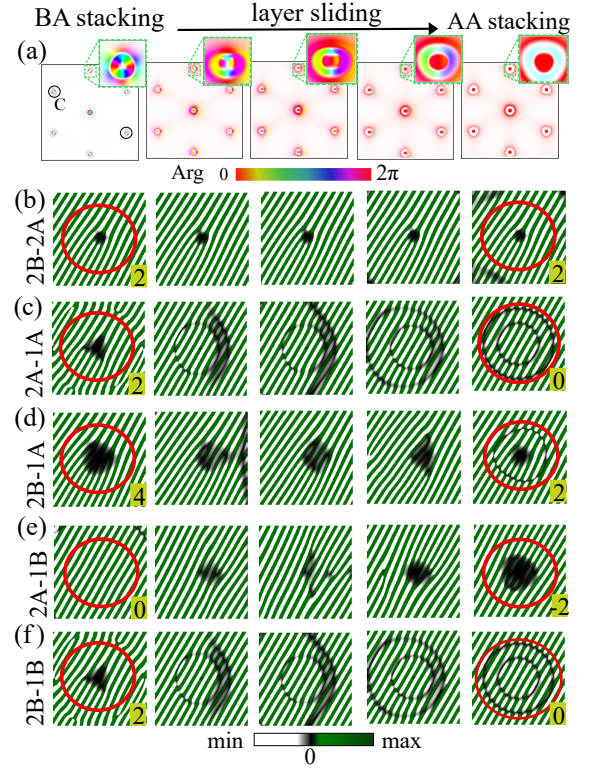 BA stacking layer sliding AA stacking
(a)
C
Arg 0 2π
(b) 2B-2A 2 2
(c) 2A-1A 2 0
(d) 2B-1A 4 2
(e) 2A-1B 0 -2
(f) 2B-1B 2 0
min max
0